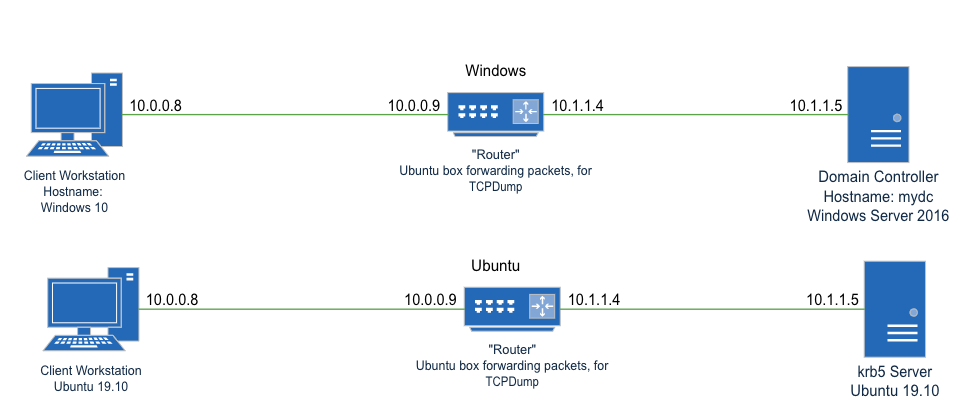 Windows
10.0.0.8
10.0.0.9
10.1.1.4
10.1.1.5
Client Workstation
Hostname:
Windows 10
"Router"
Ubuntu box forwarding packets, for
TCPDump
Domain Controller
Hostname: mydc
Windows Server 2016
Ubuntu
10.0.0.8
10.0.0.9
10.1.1.4
10.1.1.5
Client Workstation
Ubuntu 19.10
"Router"
Ubuntu box forwarding packets, for
TCPDump
krb5 Server
Ubuntu 19.10